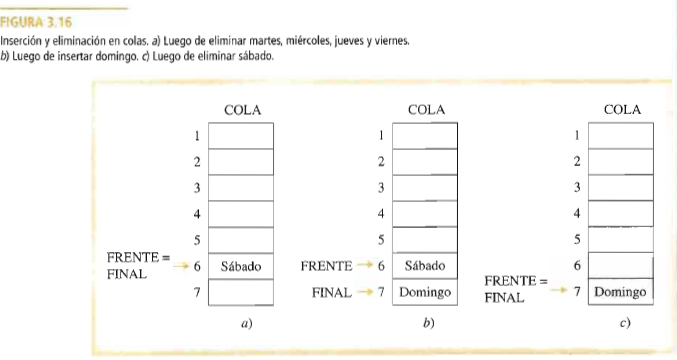 FIGURA 3.16
Inserción y eliminación en colas. a) Luego de eliminar martes, miércoles, jueves y viernes.
b) Luego de insertar domingo. c) Luego de eliminar sábado.
COLA
1
2
3
4
5
FRENTE =
FINAL
6 Sábado
7
a)
COLA
1
2
3
4
5
FRENTE 6 Sábado
FINAL 7 Domingo
b)
COLA
1
2
3
4
5
6
FRENTE =
FINAL
7 Domingo
c)